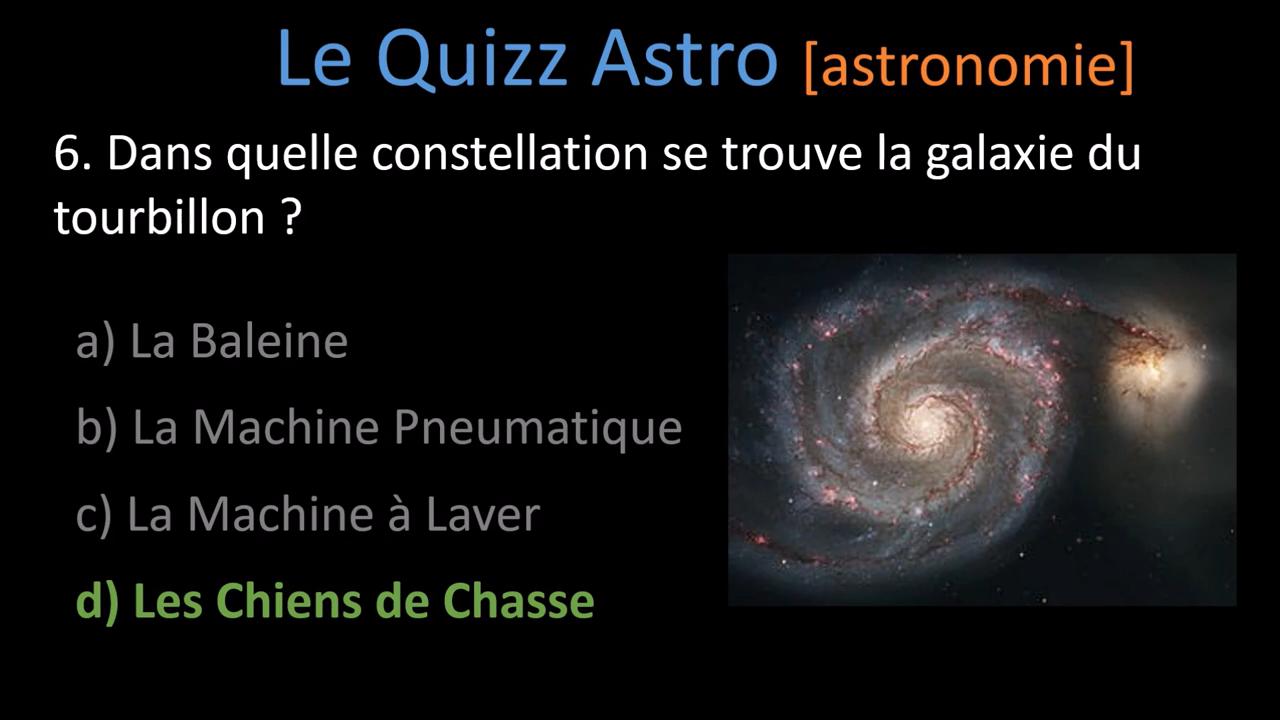 Le Quizz Astro [astronomie]
6. Dans quelle constellation se trouve la galaxie du
tourbillon ?
a) La Baleine
b) La Machine Pneumatique
c) La Machine à Laver
d) Les Chiens de Chasse